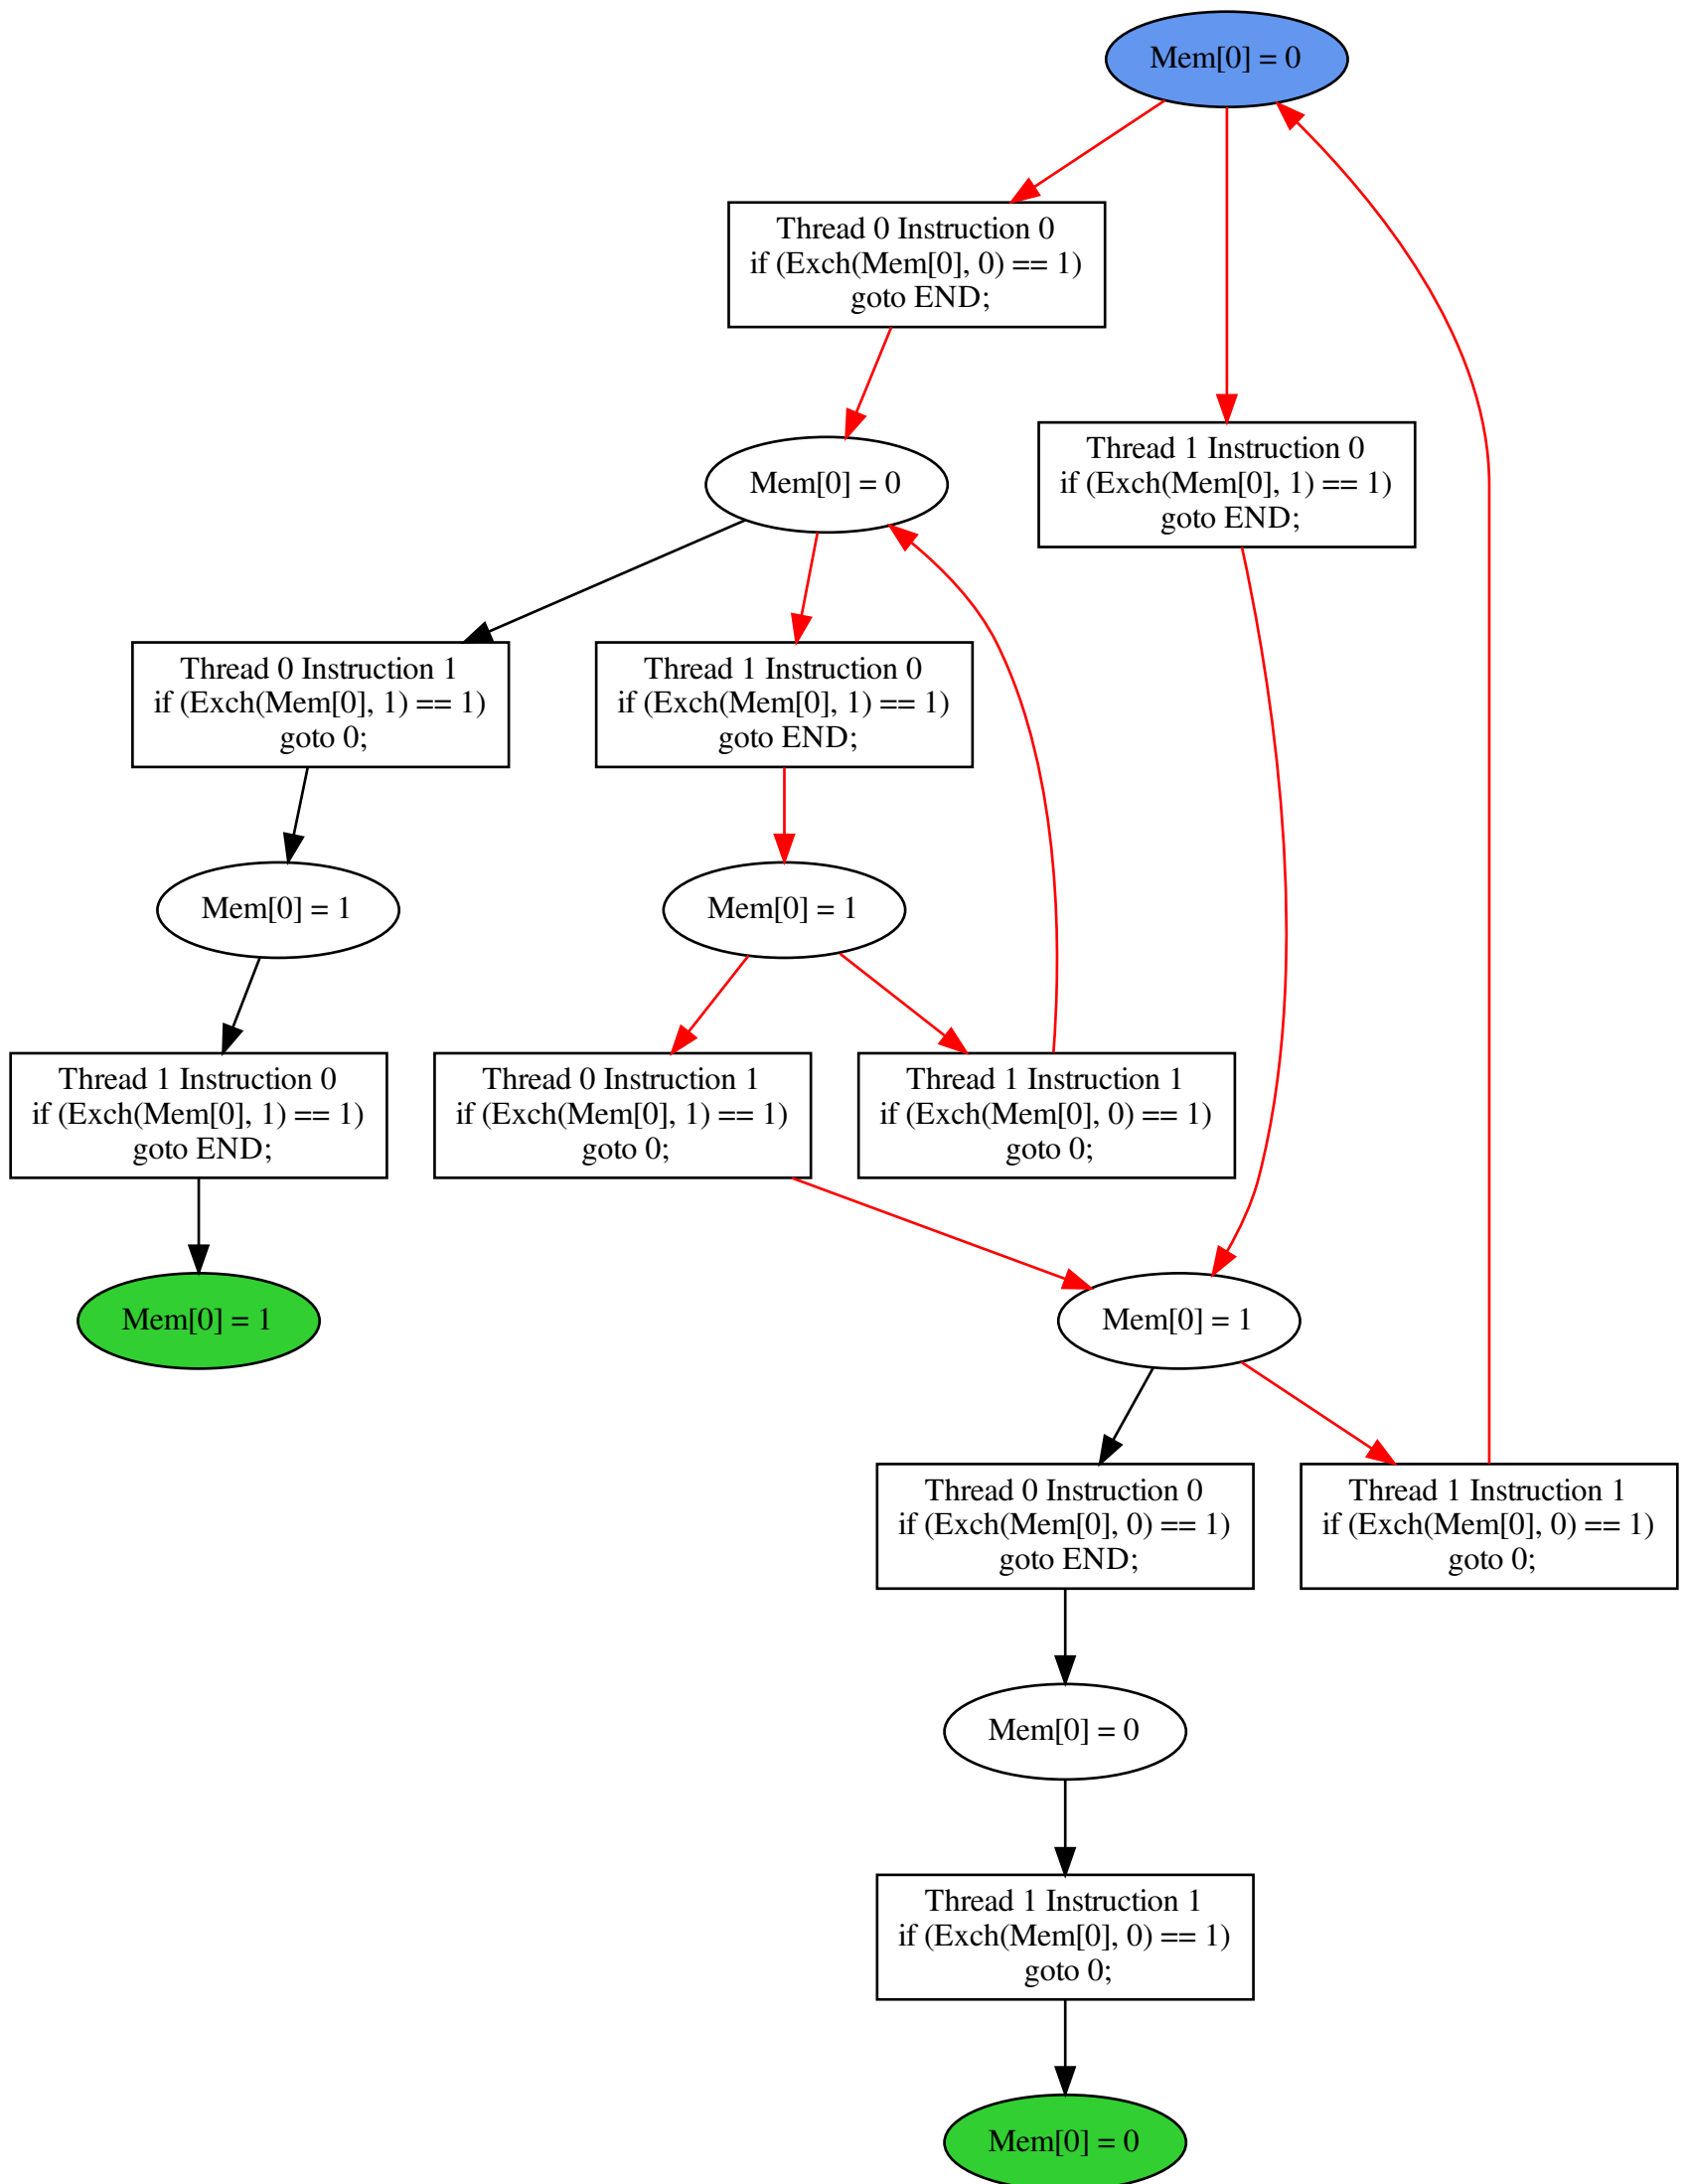 Mem[0] = 0
Thread 0 Instruction 0
if (Exch(Mem[0], 0) == 1)
goto END;
Thread 1 Instruction 0
if (Exch(Mem[0], 1) == 1)
goto END;
Mem[0] = 0
Thread 0 Instruction 1
if (Exch(Mem[0], 1) == 1)
goto 0;
Thread 1 Instruction 0
if (Exch(Mem[0], 1) == 1)
goto END;
Mem[0] = 1
Mem[0] = 1
Thread 1 Instruction 0
if (Exch(Mem[0], 1) == 1)
goto END;
Thread 0 Instruction 1
if (Exch(Mem[0], 1) == 1)
goto 0;
Thread 1 Instruction 1
if (Exch(Mem[0], 0) == 1)
goto 0;
Mem[0] = 1
Mem[0] = 1
Thread 0 Instruction 0
if (Exch(Mem[0], 0) == 1)
goto END;
Thread 1 Instruction 1
if (Exch(Mem[0], 0) == 1)
goto 0;
Mem[0] = 0
Thread 1 Instruction 1
if (Exch(Mem[0], 0) == 1)
goto 0;
Mem[0] = 0